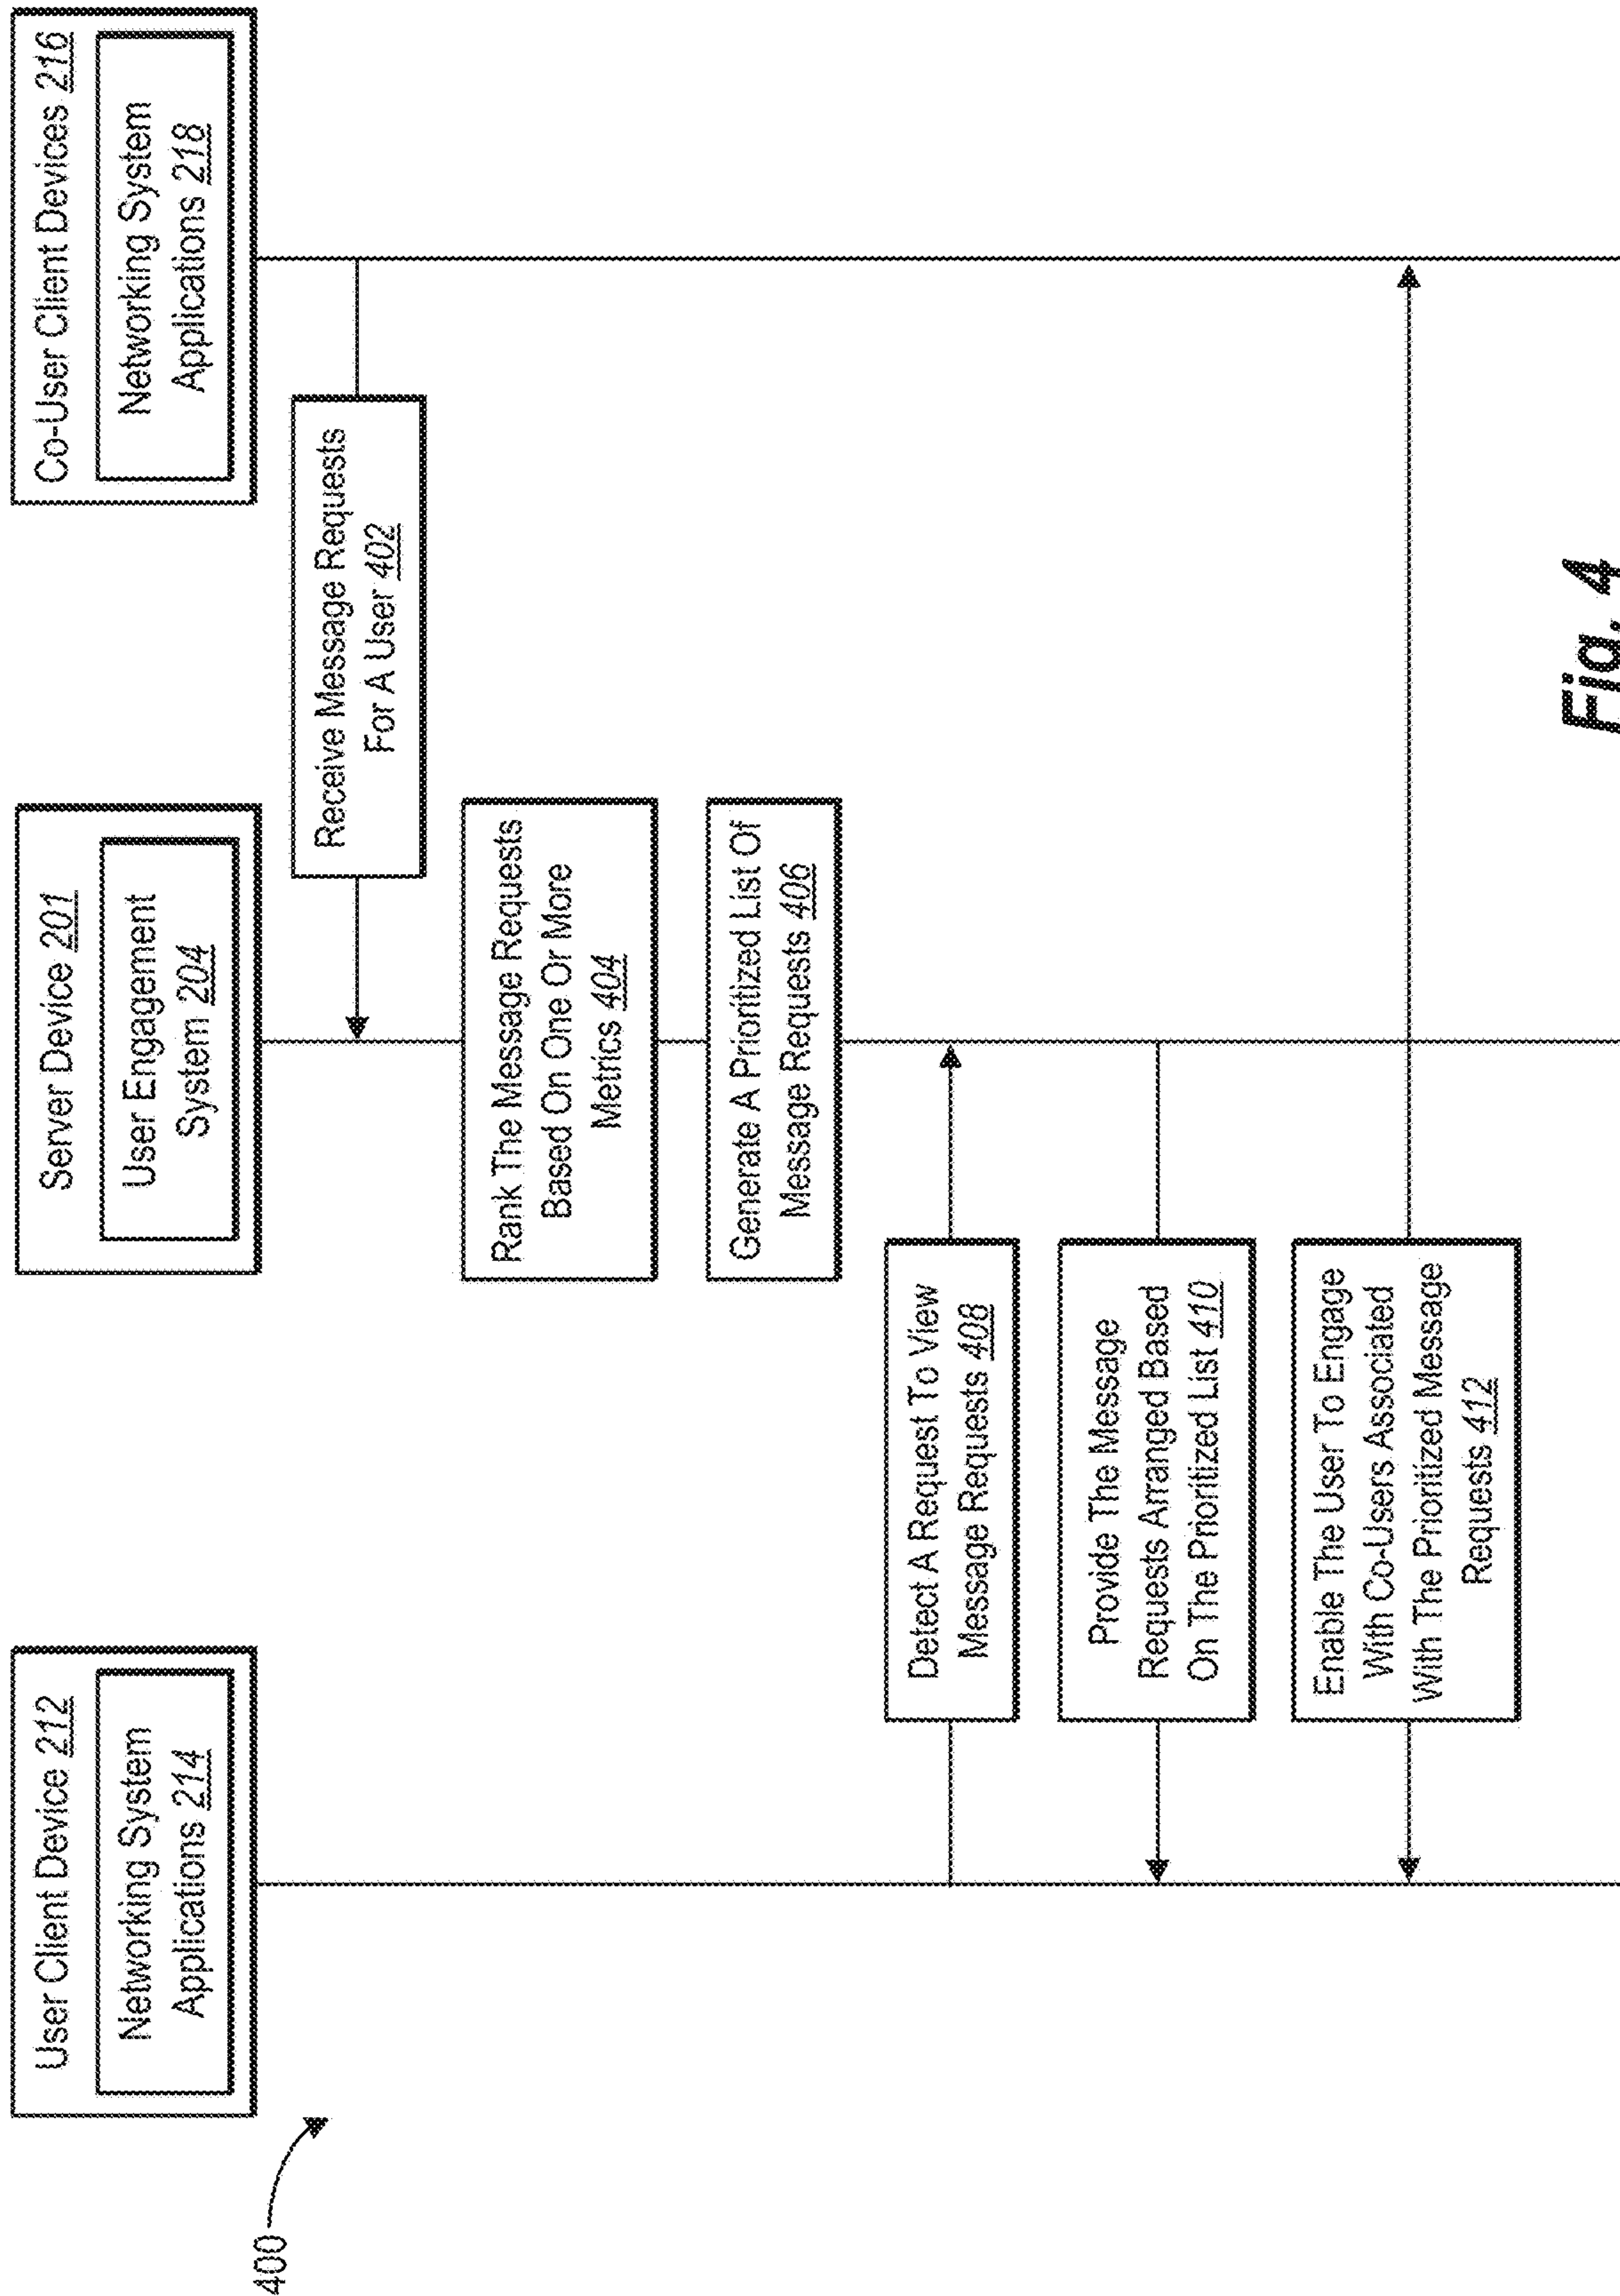 400
User Client Device 212
Networking System
Applications 214
Server Device 201
User Engagement
System 204
Co-User Client Devices 216
Networking System
Applications 218
Receive Message Requests
For A User 402
Rank The Message Requests
Based On One Or More
Metrics 404
Generate A Prioritized List Of
Message Requests 406
Detect A Request To View
Message Requests 408
Provide The Message
Requests Arranged Based
On The Prioritized List 410
Enable The User To Engage
With Co-Users Associated
With The Prioritized Message
Requests 412
Fig. 4